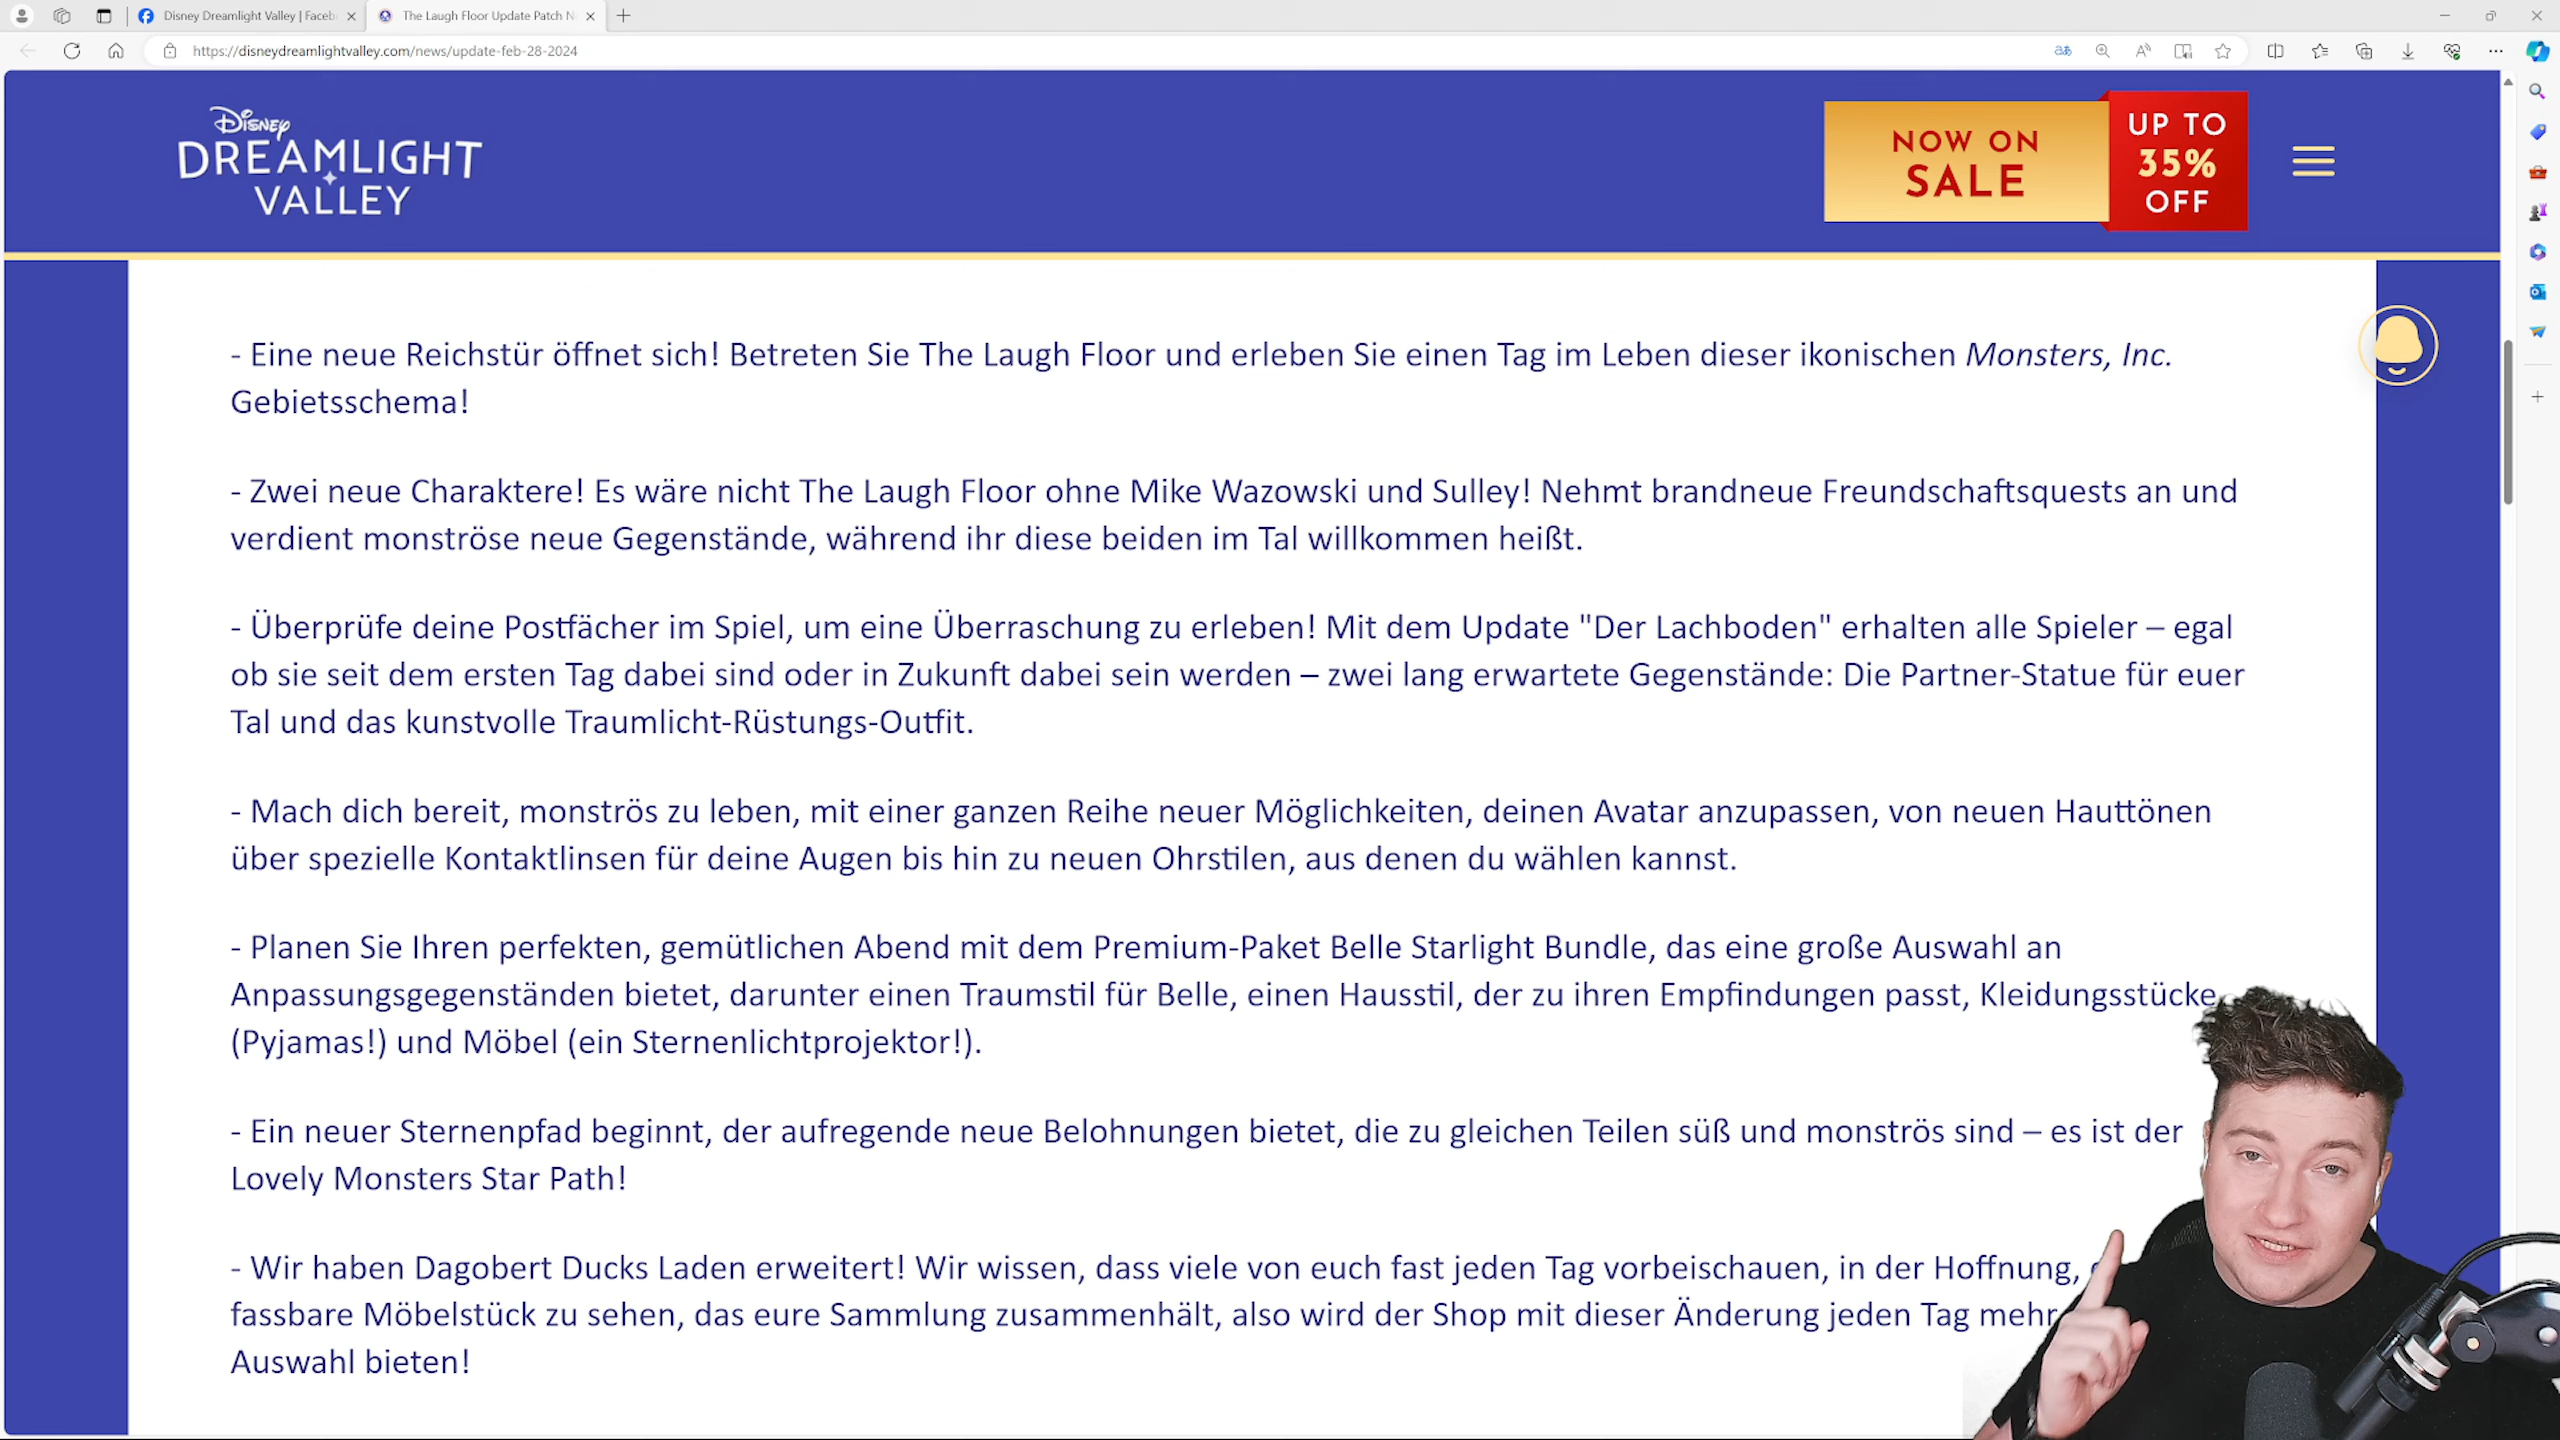 Disney Dreamlight Valley | Faceb
The Laugh Floor Update Patch N
https://disneydreamlightvalley.com/news/update-feb-28-2024
Disney
DREAMLIGHT
VALLEY
NOW ON
SALE
UP TO
35%
OFF
- Eine neue Reichstür öffnet sich! Betreten Sie The Laugh Floor und erleben Sie einen Tag im Leben dieser ikonischen Monsters, Inc.
Gebietsschema!
- Zwei neue Charaktere! Es wäre nicht The Laugh Floor ohne Mike Wazowski und Sulley! Nehmt brandneue Freundschaftsquests an und
verdient monströse neue Gegenstände, während ihr diese beiden im Tal willkommen heißt.
- Überprüfe deine Postfächer im Spiel, um eine Überraschung zu erleben! Mit dem Update "Der Lachboden" erhalten alle Spieler – egal
ob sie seit dem ersten Tag dabei sind oder in Zukunft dabei sein werden – zwei lang erwartete Gegenstände: Die Partner-Statue für euer
Tal und das kunstvolle Traumlicht-Rüstungs-Outfit.
- Mach dich bereit, monströs zu leben, mit einer ganzen Reihe neuer Möglichkeiten, deinen Avatar anzupassen, von neuen Hauttönen
über spezielle Kontaktlinsen für deine Augen bis hin zu neuen Ohrstilen, aus denen du wählen kannst.
- Planen Sie Ihren perfekten, gemütlichen Abend mit dem Premium-Paket Belle Starlight Bundle, das eine große Auswahl an
Anpassungsgegenständen bietet, darunter einen Traumstil für Belle, einen Hausstil, der zu ihren Empfindungen passt, Kleidungsstücke
(Pyjamas!) und Möbel (ein Sternenlichtprojektor!).
- Ein neuer Sternenpfad beginnt, der aufregende neue Belohnungen bietet, die zu gleichen Teilen süß und monströs sind – es ist der
Lovely Monsters Star Path!
- Wir haben Dagobert Ducks Laden erweitert! Wir wissen, dass viele von euch fast jeden Tag vorbeischauen, in der Hoffnung,
fassbare Möbelstück zu sehen, das eure Sammlung zusammenhält, also wird der Shop mit dieser Änderung jeden Tag mehr
Auswahl bieten!